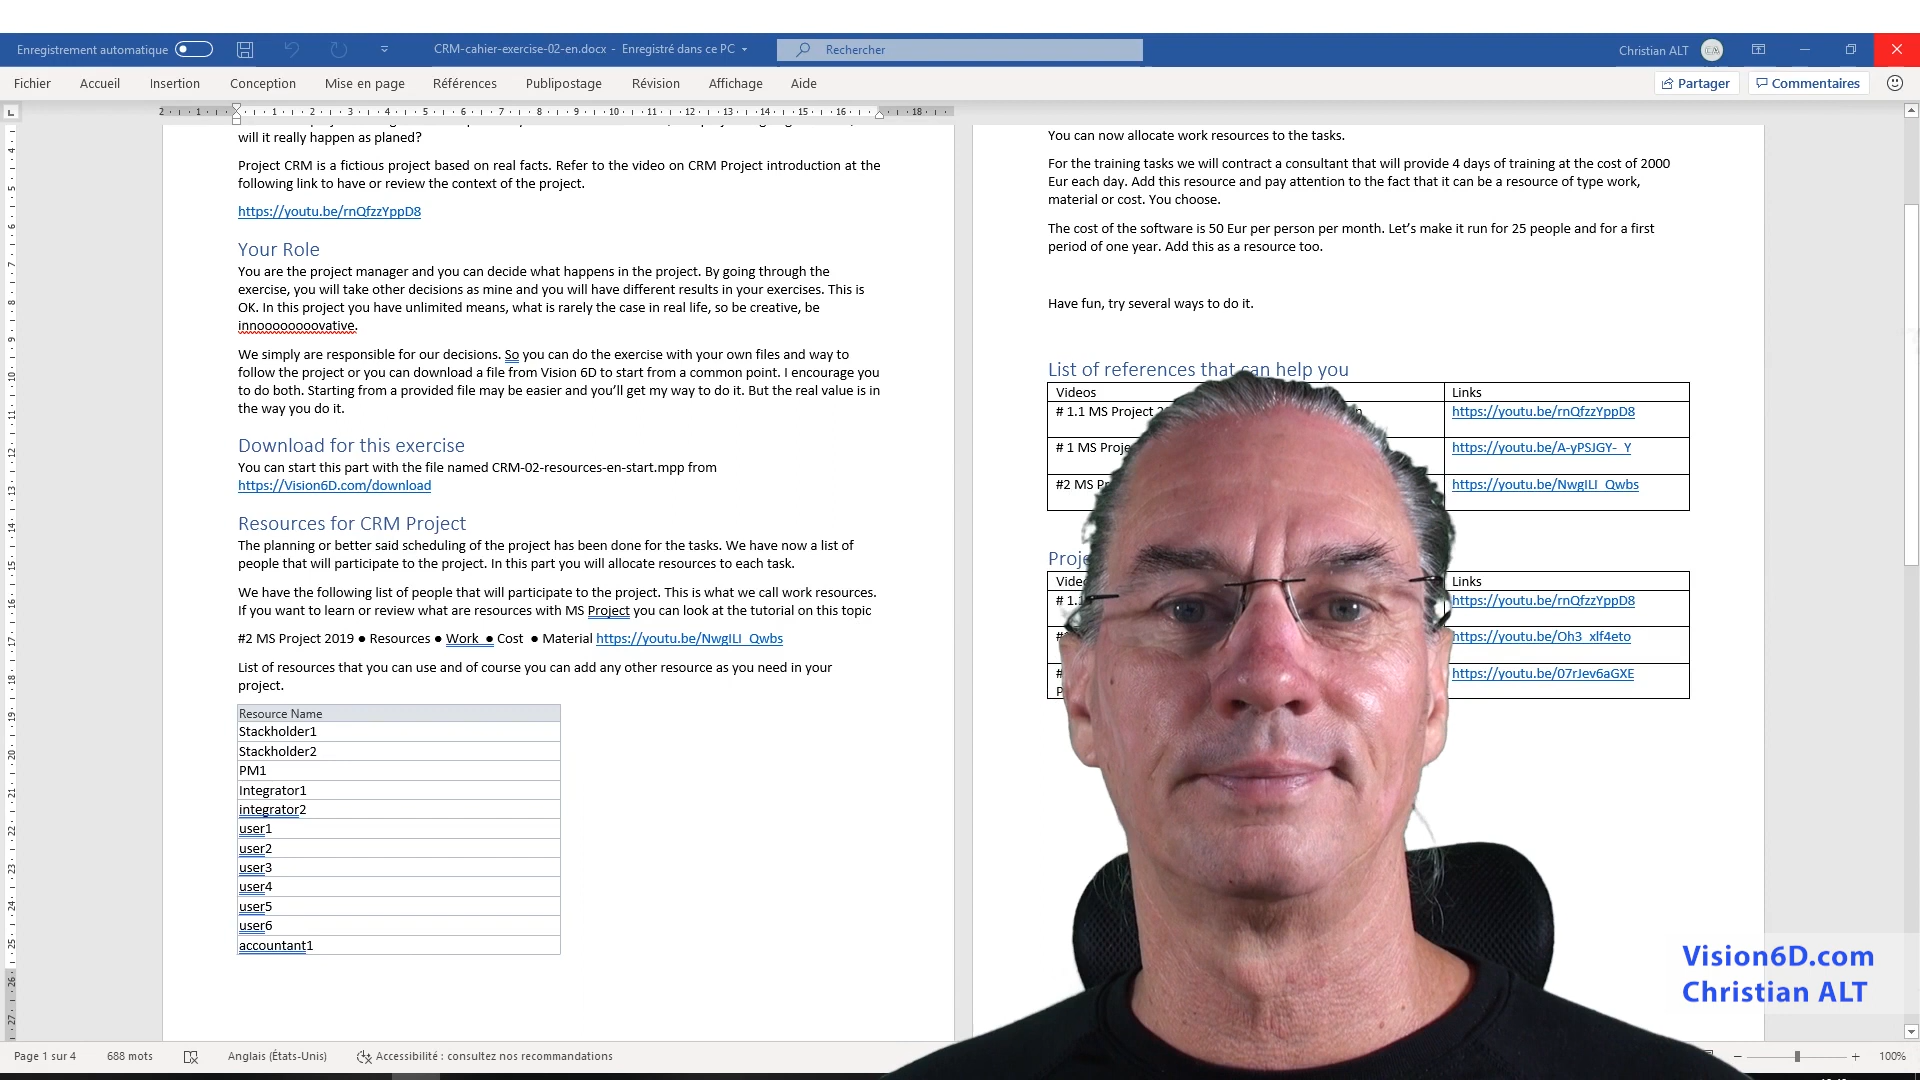 Enregistrement automatique
CRM-cahier-exercise-02-en.docx - Enregistré dans ce PC
Rechercher
Christian ALT
CA
Fichier Accueil Insertion Conception Mise en page Références Publipostage Révision Affichage Aide
Partager
Commentaires
will it really happen as planed?
Project CRM is a fictious project based on real facts. Refer to the video on CRM Project introduction at the
following link to have or review the context of the project.
https://youtu.be/rnQfzzYppD8
Your Role
You are the project manager and you can decide what happens in the project. By going through the
exercise, you will take other decisions as mine and you will have different results in your exercises. This is
OK. In this project you have unlimited means, what is rarely the case in real life, so be creative, be
innoooooooovative.
We simply are responsible for our decisions. So you can do the exercise with your own files and way to
follow the project or you can download a file from Vision 6D to start from a common point. I encourage you
to do both. Starting from a provided file may be easier and you'll get my way to do it. But the real value is in
the way you do it.
Download for this exercise
You can start this part with the file named CRM-02-resources-en-start.mpp from
https://Vision6D.com/download
Resources for CRM Project
The planning or better said scheduling of the project has been done for the tasks. We have now a list of
people that will participate to the project. In this part you will allocate resources to each task.
We have the following list of people that will participate to the project. This is what we call work resources.
If you want to learn or review what are resources with MS Project you can look at the tutorial on this topic
#2 MS Project 2019 ● Resources ● Work ● Cost ● Material https://youtu.be/NwgILI_Qwbs
List of resources that you can use and of course you can add any other resource as you need in your
project.
Resource Name
Stackholder1
Stackholder2
PM1
Integrator1
integrator2
user1
user2
user3
user4
user5
user6
accountant1
You can now allocate work resources to the tasks.
For the training tasks we will contract a consultant that will provide 4 days of training at the cost of 2000
Eur each day. Add this resource and pay attention to the fact that it can be a resource of type work,
material or cost. You choose.
The cost of the software is 50 Eur per person per month. Let's make it run for 25 people and for a first
period of one year. Add this as a resource too.
Have fun, try several ways to do it.
List of references that can help you
Videos Links
# 1.1 MS Project https://youtu.be/rnQfzzYppD8
# 1 MS Proje https://youtu.be/A-yPSJGY-_Y
#2 MS Pr https://youtu.be/NwgILI_Qwbs
Proje
Video Links
# 1.1 https://youtu.be/rnQfzzYppD8
https://youtu.be/Oh3_xlf4eto
# https://youtu.be/07rJev6aGXE
P
Vision6D.com
Christian ALT
Page 1 sur 4 688 mots Anglais (États-Unis) Accessibilité : consultez nos recommandations 100%